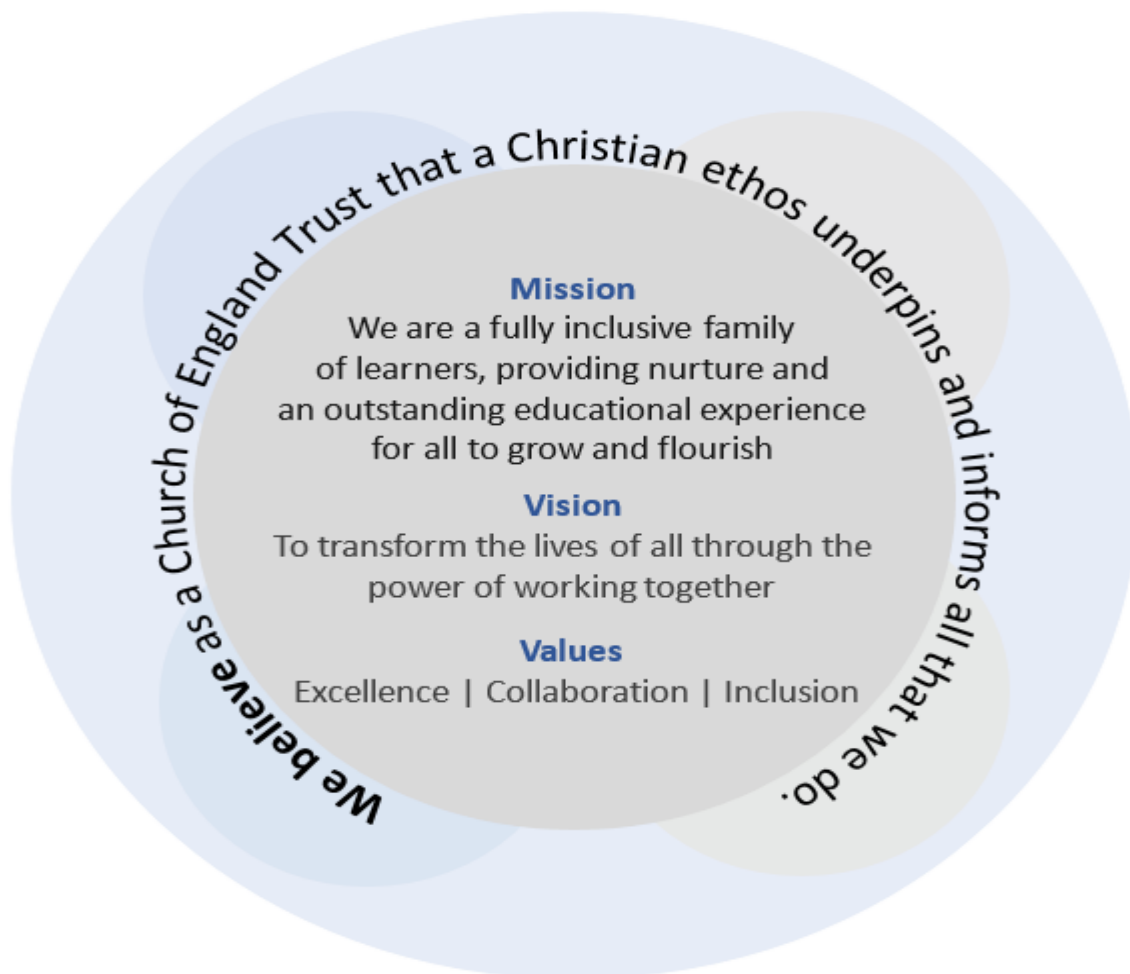 We believe as a Church of England Trust that a Christian ethos underpins and informs all that we do.
Mission
We are a fully inclusive family
of learners, providing nurture and
an outstanding educational experience
for all to grow and flourish
Vision
To transform the lives of all through the
power of working together
Values
Excellence | Collaboration | Inclusion